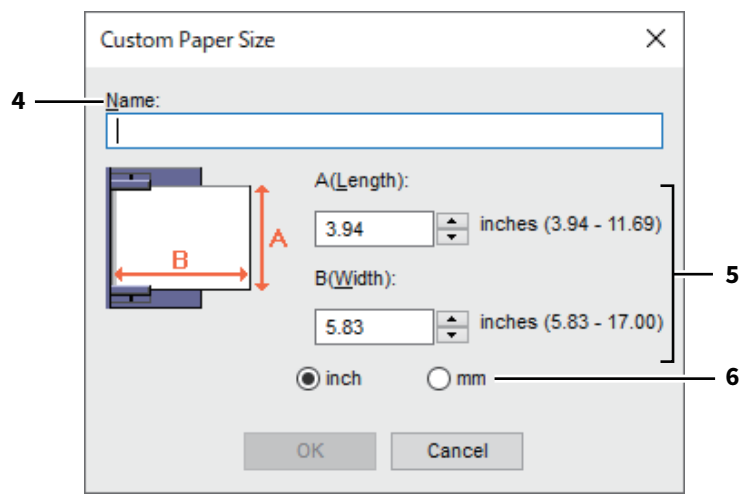 Custom Paper Size
4
Name:
A(Length):
3.94 inches (3.94 - 11.69)
A
B
B(Width):
5
5.83 inches (5.83 - 17.00)
inch mm 6
OK Cancel